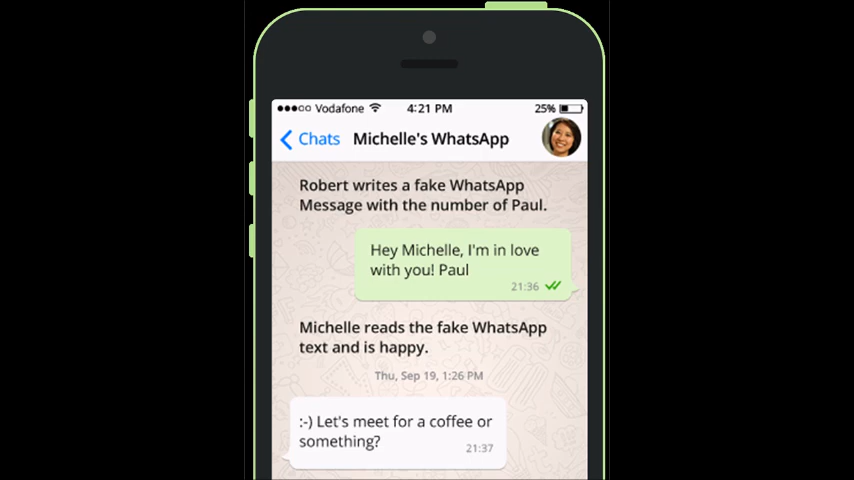 Vodafone 4:21 PM 25%
Chats Michelle's WhatsApp
Robert writes a fake WhatsApp
Message with the number of Paul.
Hey Michelle, I'm in love
with you! Paul
21:36
Michelle reads the fake WhatsApp
text and is happy.
Thu, Sep 19, 1:26 PM
:-) Let's meet for a coffee or
something?
21:37